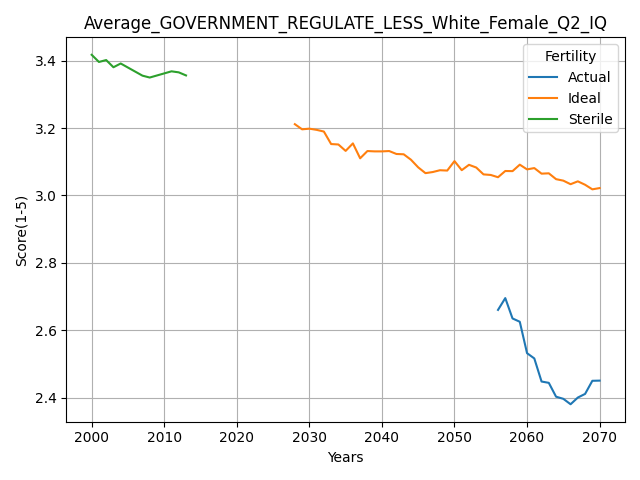 Average_GOVERNMENT_REGULATE_LESS_White_Female_Q2_IQ
Fertility
Actual
Ideal
Sterile
Score(1-5)
3.4
3.2
3.0
2.8
2.6
2.4
2000 2010 2020 2030 2040 2050 2060 2070
Years